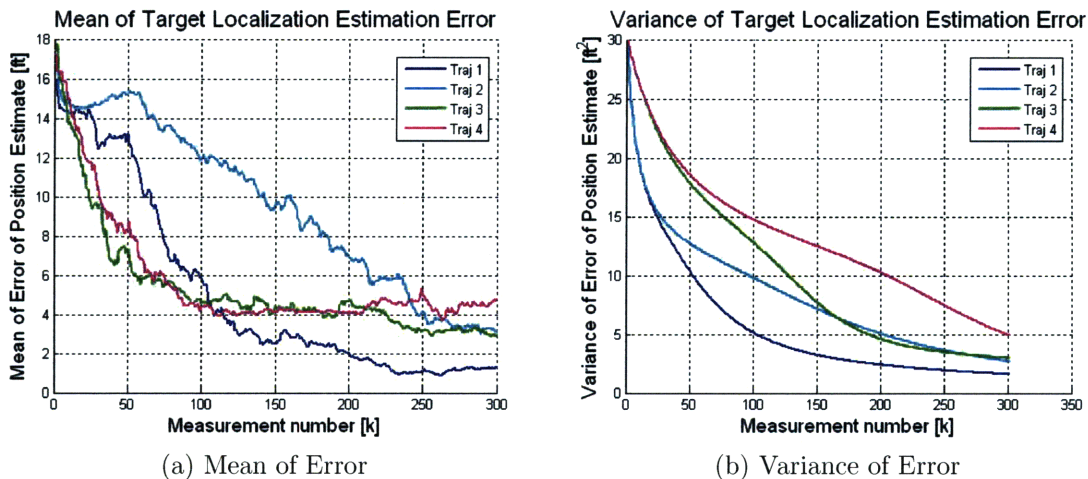 Mean of Target Localization Estimation Error
Mean of Error of Position Estimate [ft]
18
16
14
12
10
8
6
4
2
0
0 50 100 150 200 250 300
Measurement number [k]
Traj 1
Traj 2
Traj 3
Traj 4
(a) Mean of Error
Variance of Target Localization Estimation Error
Variance of Error of Position Estimate [ft²]
30
25
20
15
10
5
0
0 50 100 150 200 250 300 350
Measurement number [k]
Traj 1
Traj 2
Traj 3
Traj 4
(b) Variance of Error